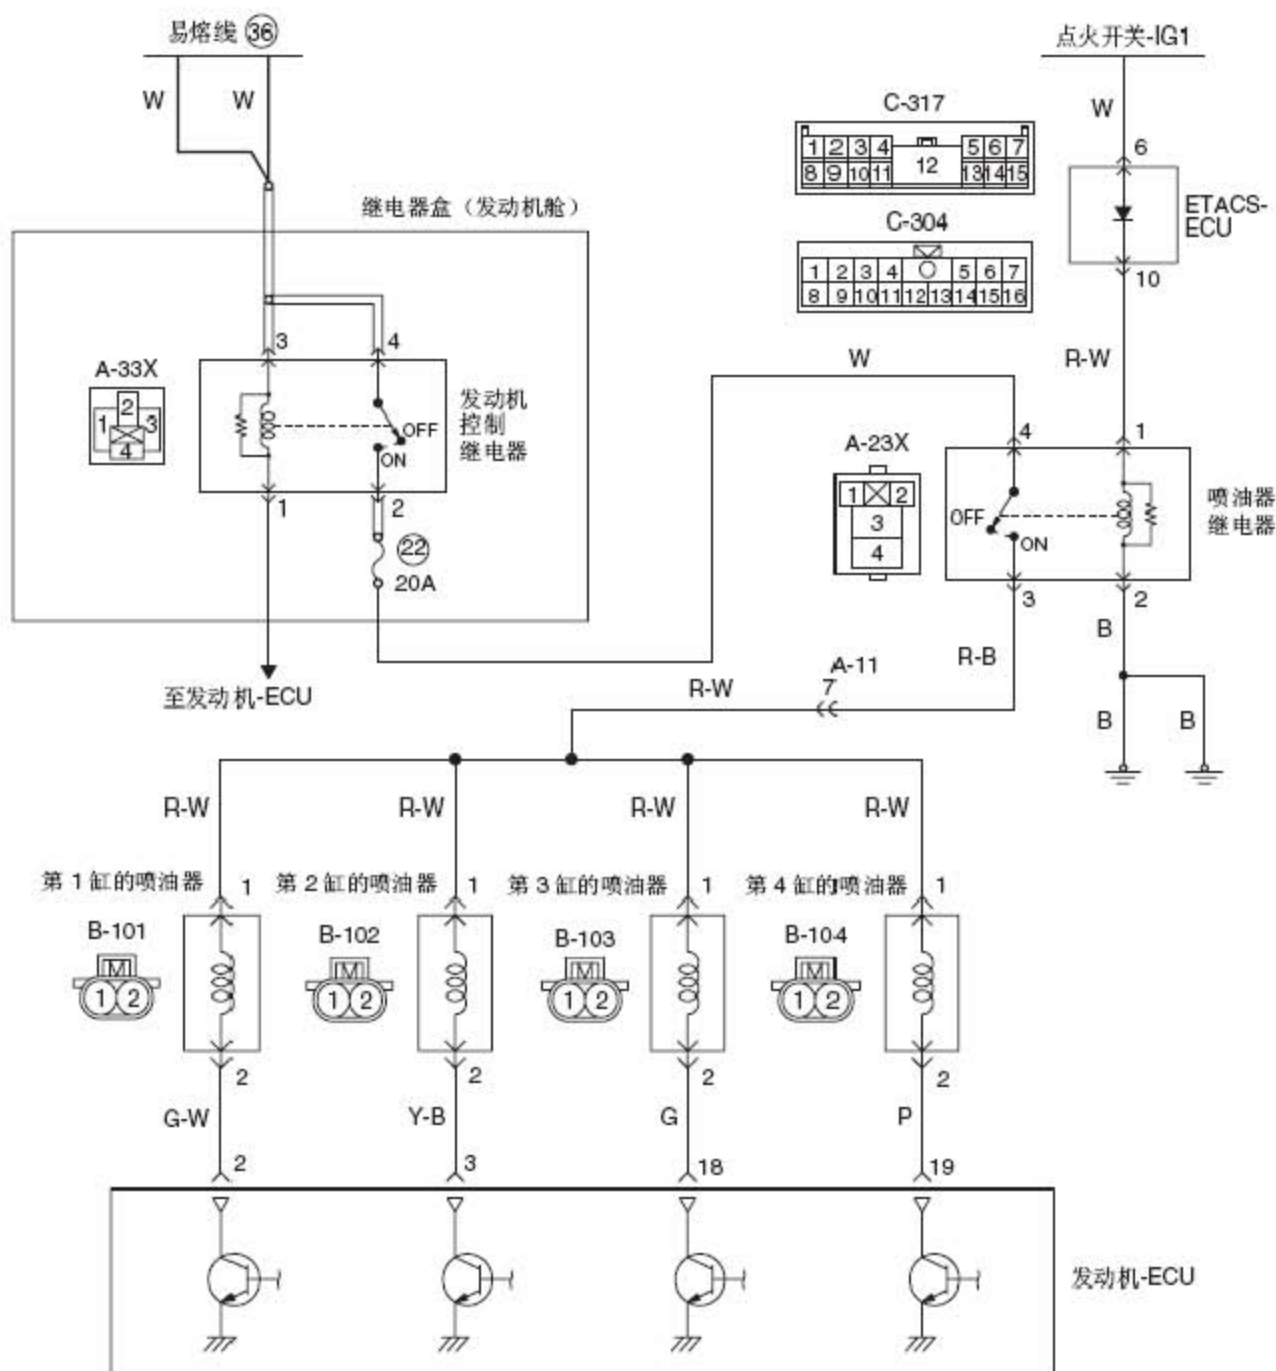 易熔线 36
点火开关-IG1
W
W
C-317
W
1 2 3 4 5 6 7
12
8 9 10 11 13 14 15
6
ETACS-
ECU
继电器盒（发动机舱）
C-304
1 2 3 4 5 6 7
8 9 10 11 12 13 14 15 16
10
3
4
A-33X
1
2
3
4
OFF
ON
发动机
控制
继电器
W
R-W
A-23X
1 2
3
4
4
1
OFF
ON
喷油器
继电器
1
2
22
20A
3
2
B
R-B
至发动机-ECU
R-W
A-11
7
B
B
R-W
R-W
R-W
R-W
第 1 缸的喷油器
1
第 2 缸的喷油器
1
第 3 缸的喷油器
1
第 4 缸的喷油器
1
B-101
1 2
B-102
1 2
B-103
1 2
B-104
1 2
2
2
2
2
G-W
Y-B
G
P
2
3
18
19
发动机-ECU